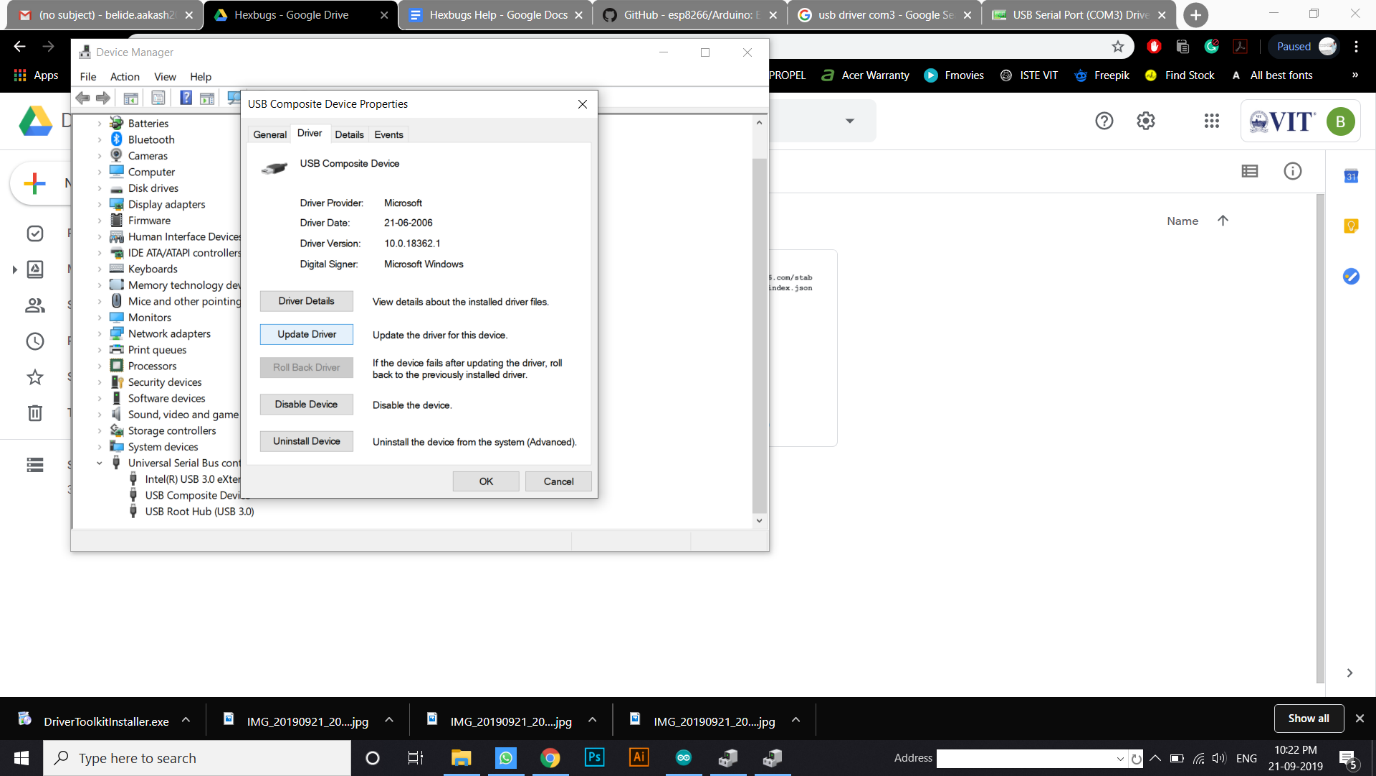 (no subject) - belide.aakash2
Hexbugs - Google Drive
Hexbugs Help - Google Docs
GitHub - esp8266/Arduino: E
usb driver com3 - Google Se
USB Serial Port (COM3) Drive
Paused
Apps
PROPEL
Acer Warranty
Fmovies
ISTE VIT
Freepik
Find Stock
A All best fonts
»
Device Manager
File Action View Help
Batteries
Bluetooth
Cameras
Computer
Disk drives
Display adapters
Firmware
Human Interface Devices
IDE ATA/ATAPI controllers
Keyboards
Memory technology dev
Mice and other pointing
Monitors
Network adapters
Print queues
Processors
Security devices
Software devices
Sound, video and game
Storage controllers
System devices
Universal Serial Bus cont
Intel(R) USB 3.0 eXter
USB Composite Devi
USB Root Hub (USB 3.0)
USB Composite Device Properties
General Driver Details Events
USB Composite Device
Driver Provider: Microsoft
Driver Date: 21-06-2006
Driver Version: 10.0.18362.1
Digital Signer: Microsoft Windows
Driver Details View details about the installed driver files.
Update Driver Update the driver for this device.
Roll Back Driver If the device fails after updating the driver, roll
back to the previously installed driver.
Disable Device Disable the device.
Uninstall Device Uninstall the device from the system (Advanced).
OK Cancel
VIT
B
31
Name
5.com/stab
index.json
DriverToolkitInstaller.exe
IMG_20190921_20....jpg
IMG_20190921_20....jpg
IMG_20190921_20....jpg
Show all
Type here to search
Ps
Ai
Address
ENG
10:22 PM
21-09-2019
5